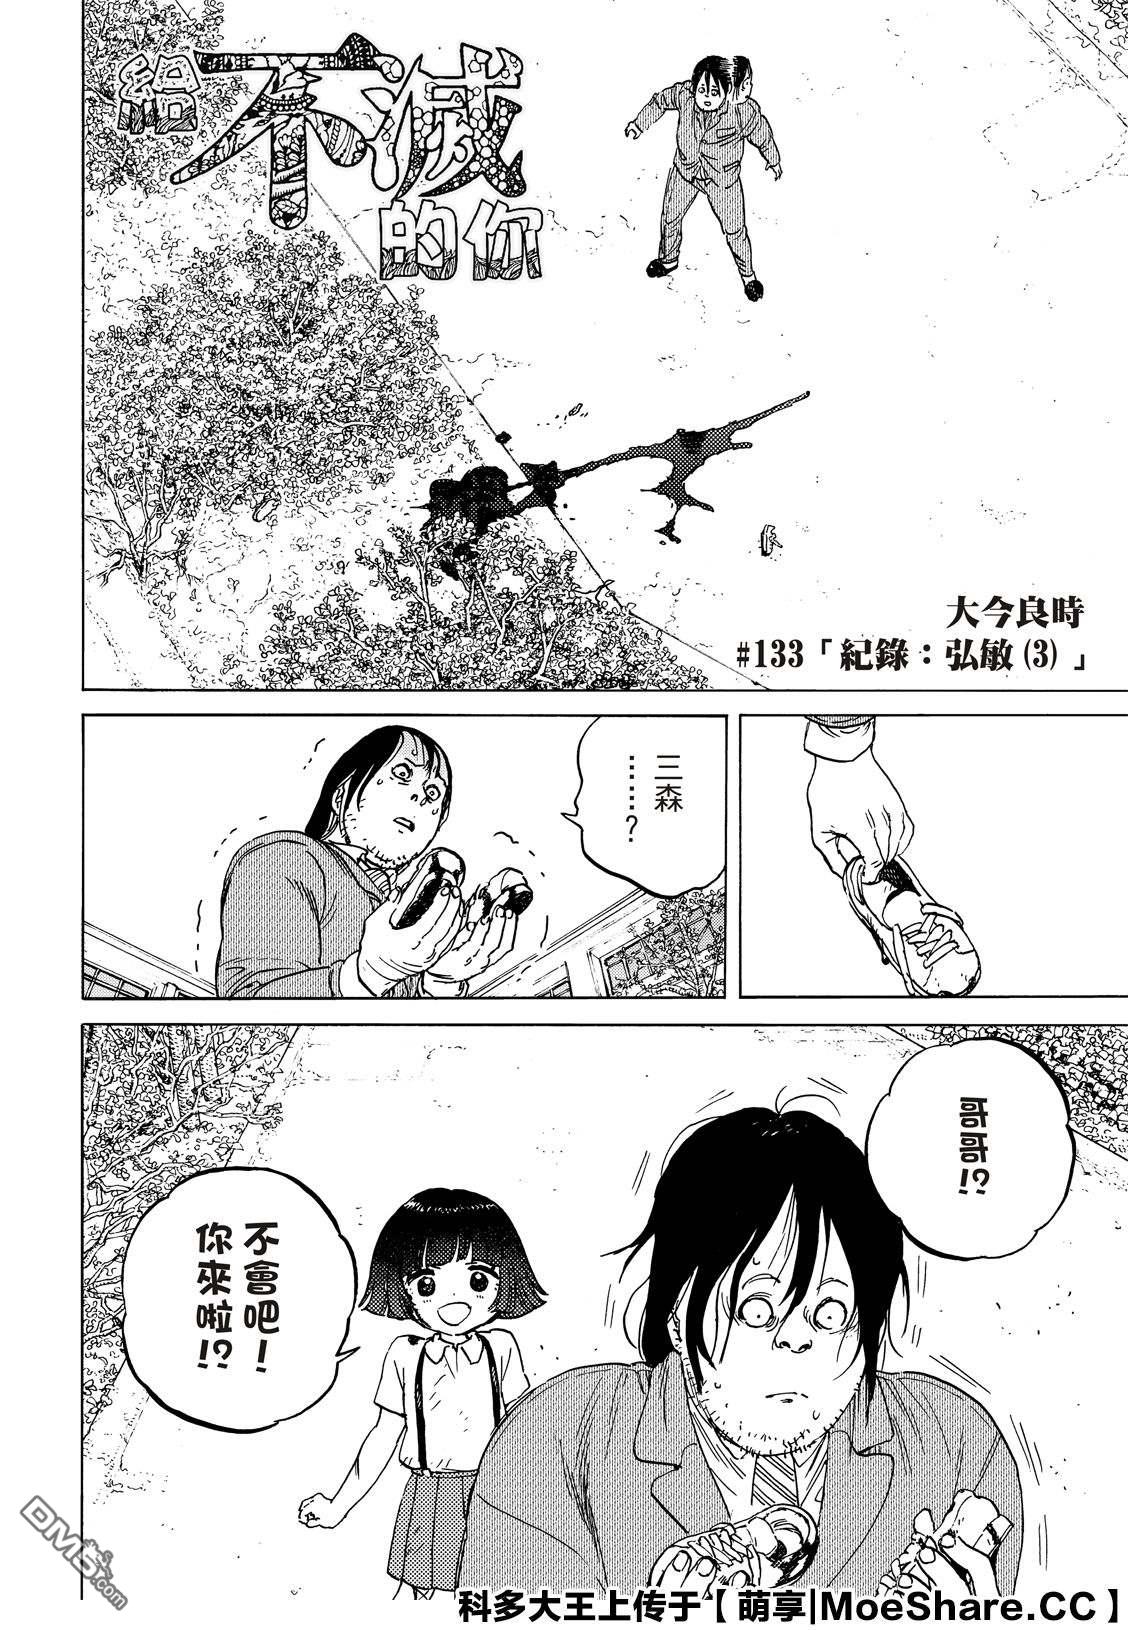 給不滅
的你
大今良時
#133「紀錄：弘敏(3)」
三森
……?
哥哥!?
不會吧！
你來啦!?
DM5.com
科多大王上传于【萌享|MoeShare.CC】